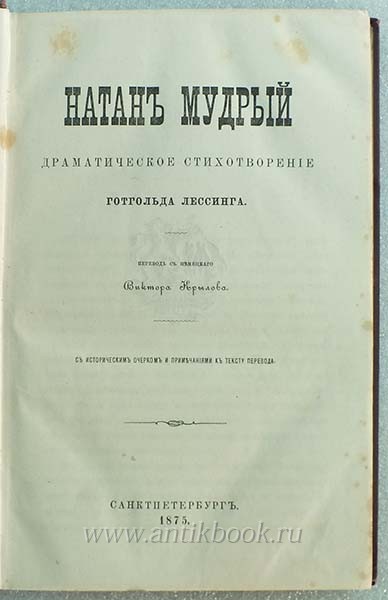 НАТАНЪ МУДРЫЙ
ДРАМАТИЧЕСКОЕ СТИХОТВОРЕНІЕ
ГОТГОЛЬДА ЛЕССИНГА.
ПЕРЕВОДЪ СЪ НѢМЕЦКАГО
Виктора Крылова.
СЪ ИСТОРИЧЕСКИМЪ ОЧЕРКОМЪ И ПРИМѢЧАНІЯМИ КЪ ТЕКСТУ ПЕРЕВОДА.
САНКТПЕТЕРБУРГЪ.
1875.
www.antikbook.ru